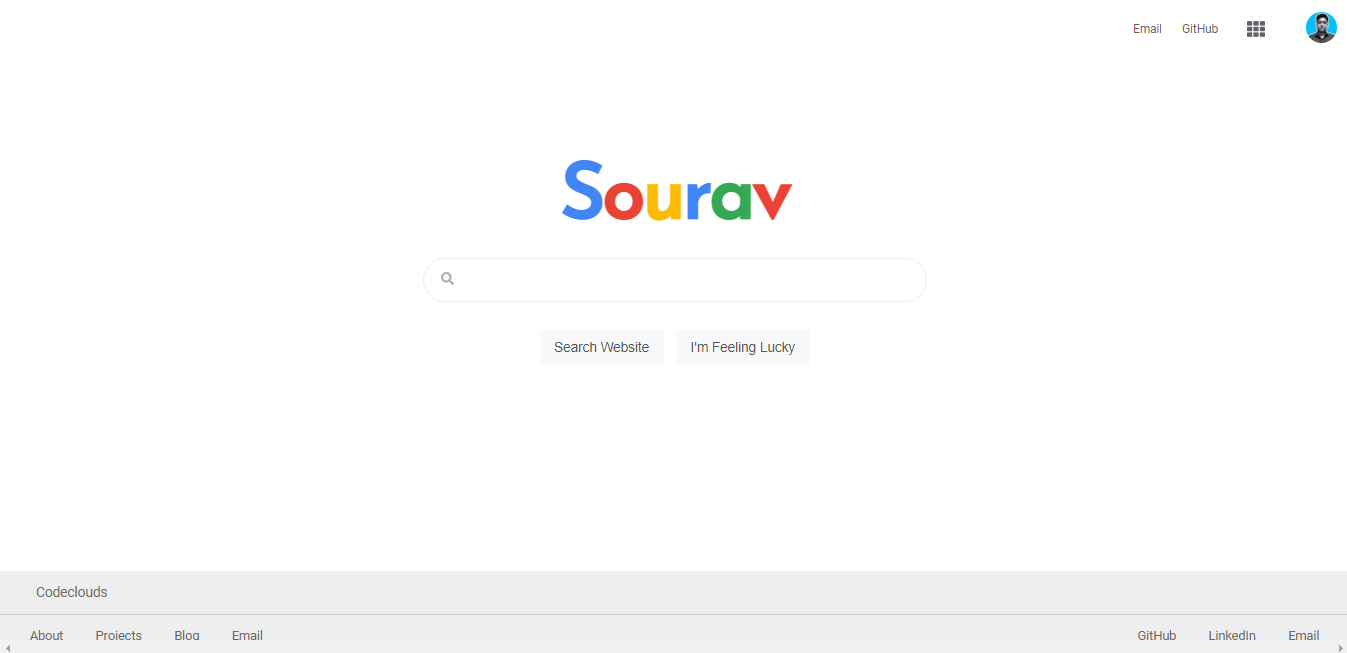 Email GitHub
Sourav
Search Website I'm Feeling Lucky
Codeclouds
About Projects Blog Email GitHub LinkedIn Email